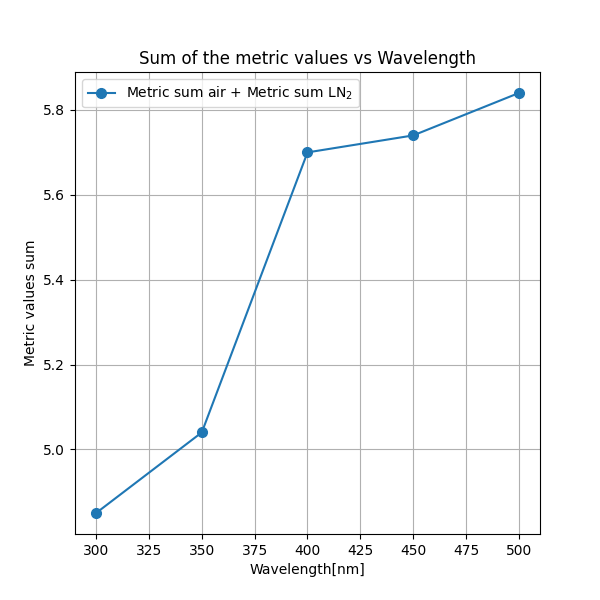 Sum of the metric values vs Wavelength
Metric sum air + Metric sum LN₂
5.8
5.6
5.4
5.2
5.0
Metric values sum
300 325 350 375 400 425 450 475 500
Wavelength[nm]